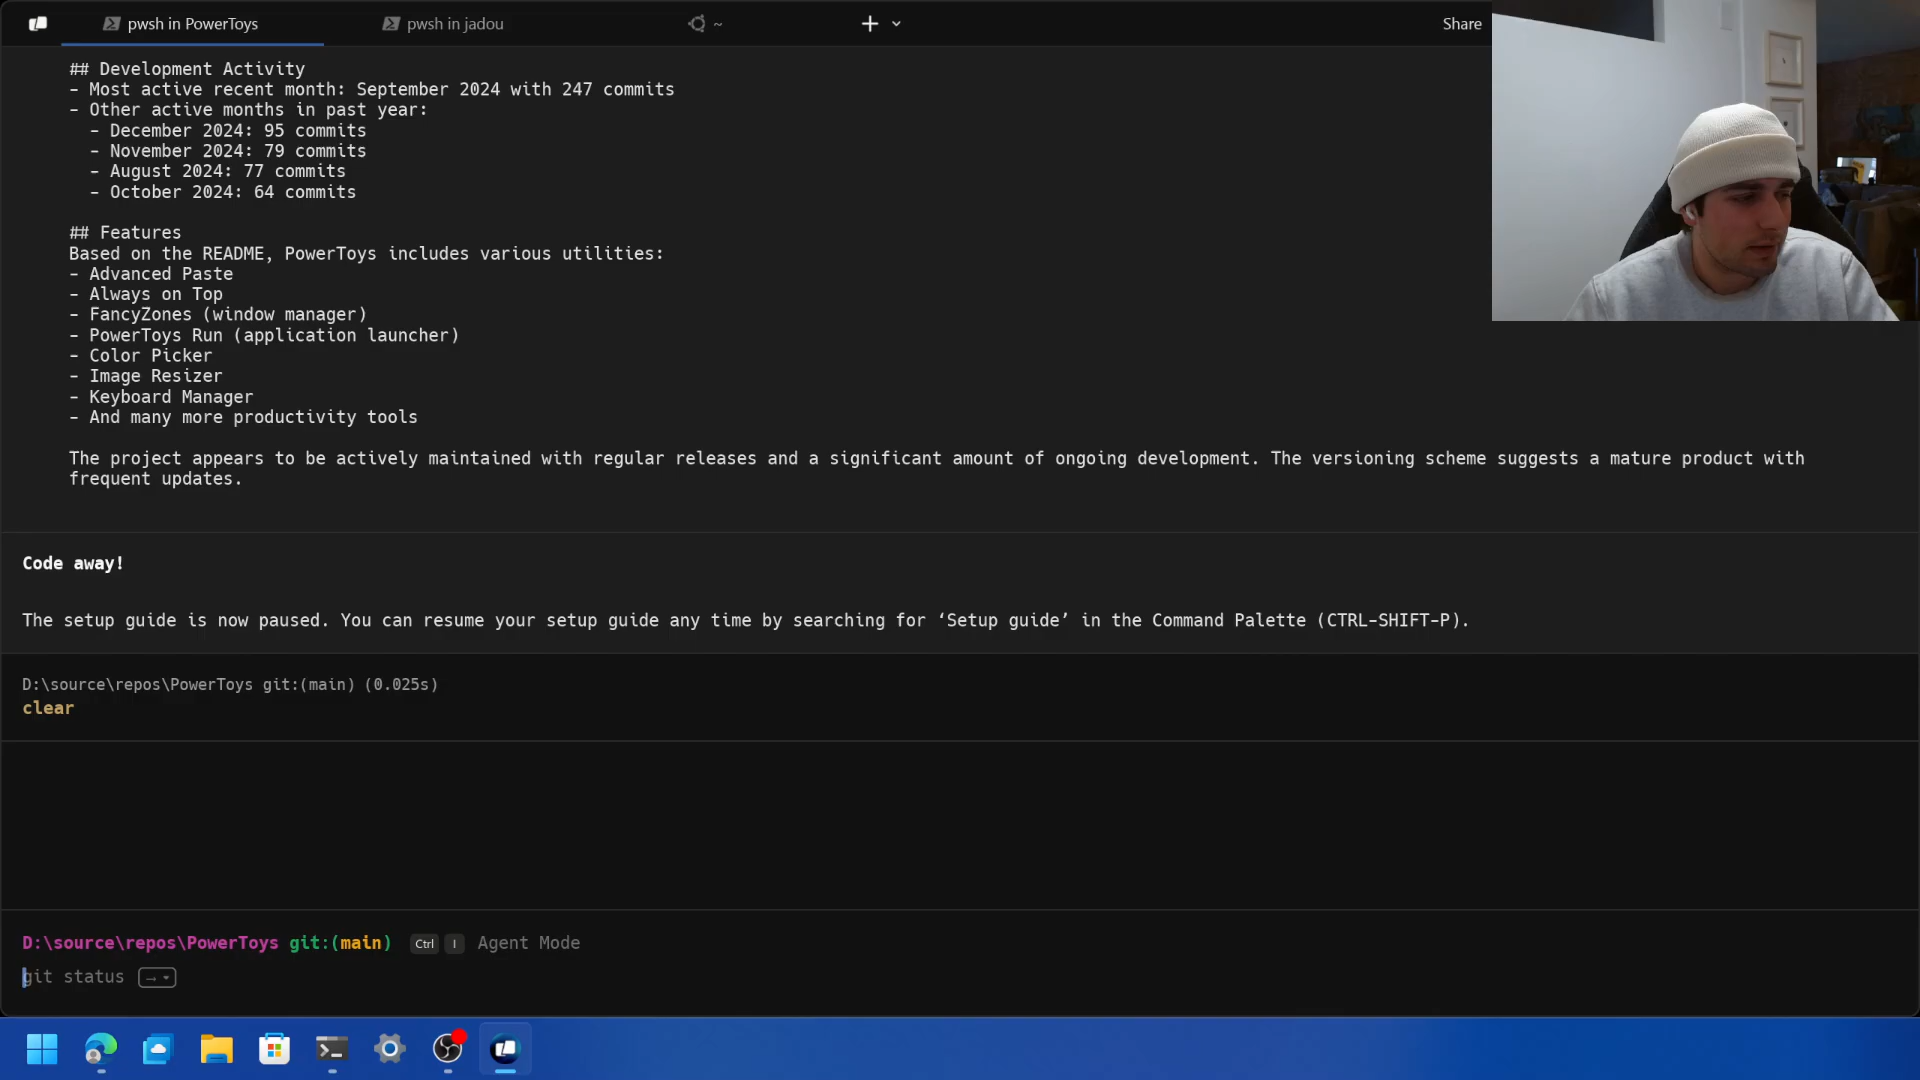 pwsh in PowerToys
pwsh in jadou
~
Share
## Development Activity
- Most active recent month: September 2024 with 247 commits
- Other active months in past year:
- December 2024: 95 commits
- November 2024: 79 commits
- August 2024: 77 commits
- October 2024: 64 commits
## Features
Based on the README, PowerToys includes various utilities:
- Advanced Paste
- Always on Top
- FancyZones (window manager)
- PowerToys Run (application launcher)
- Color Picker
- Image Resizer
- Keyboard Manager
- And many more productivity tools
The project appears to be actively maintained with regular releases and a significant amount of ongoing development. The versioning scheme suggests a mature product with
frequent updates.
Code away!
The setup guide is now paused. You can resume your setup guide any time by searching for ‘Setup guide’ in the Command Palette (CTRL-SHIFT-P).
D:\source\repos\PowerToys git:(main) (0.025s)
clear
D:\source\repos\PowerToys git:(main) Ctrl I Agent Mode
git status